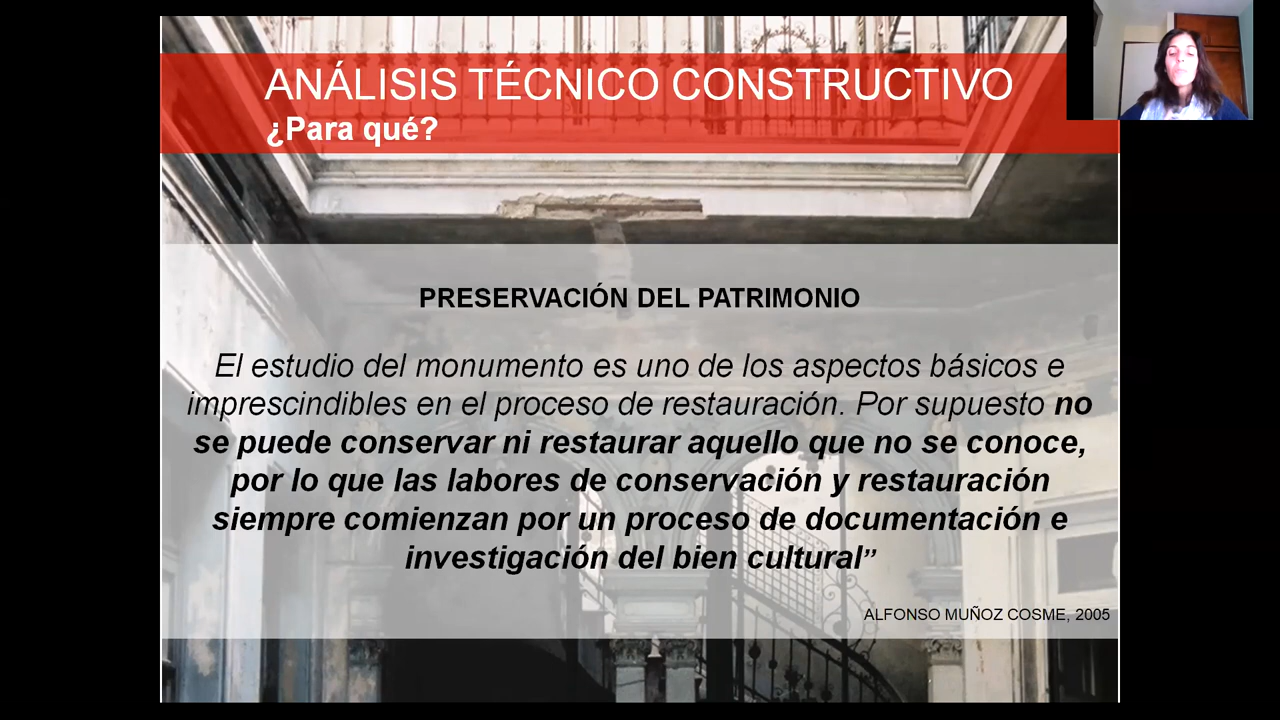 ANÁLISIS TÉCNICO CONSTRUCTIVO
¿Para qué?
PRESERVACIÓN DEL PATRIMONIO
El estudio del monumento es uno de los aspectos básicos e
imprescindibles en el proceso de restauración. Por supuesto no
se puede conservar ni restaurar aquello que no se conoce,
por lo que las labores de conservación y restauración
siempre comienzan por un proceso de documentación e
investigación del bien cultural”
ALFONSO MUÑOZ COSME, 2005